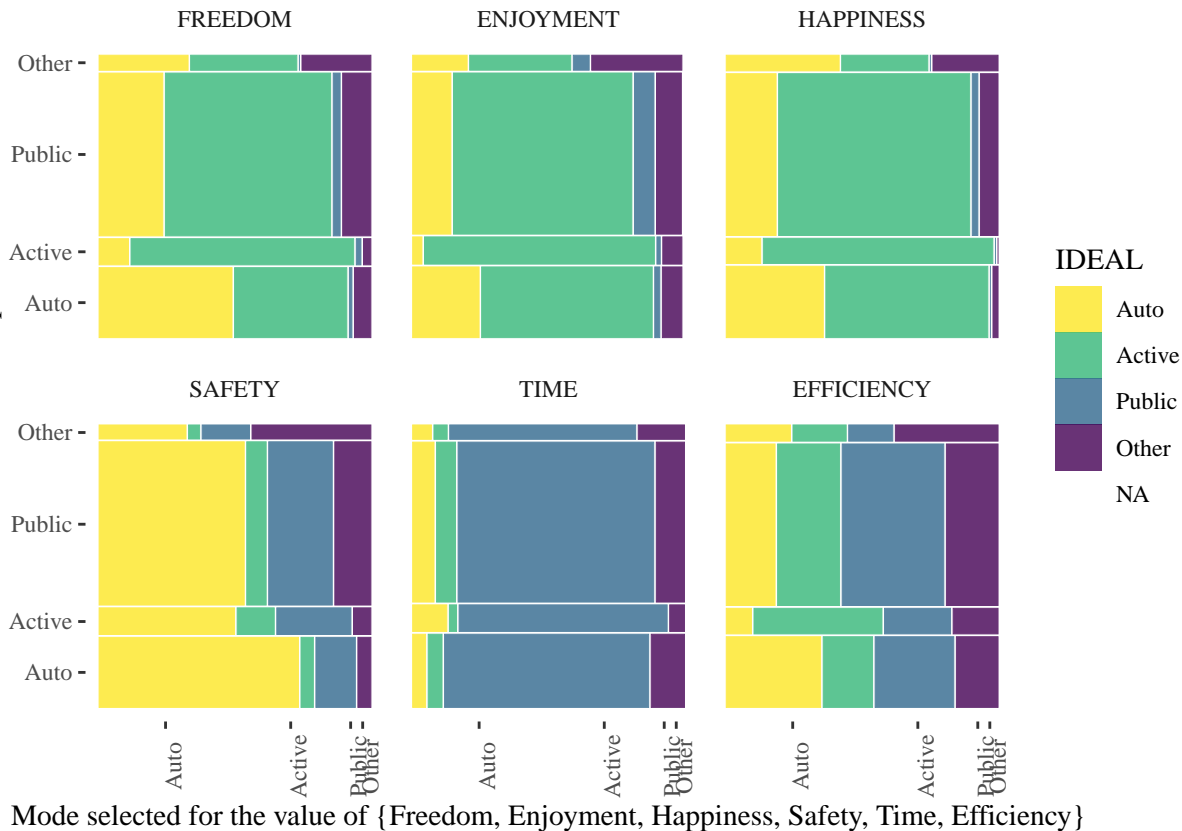 FREEDOM ENJOYMENT HAPPINESS
Other
Public
Active
Auto
IDEAL
Auto
Active
Public
Other
NA
SAFETY TIME EFFICIENCY
Other
Public
Active
Auto
Auto Active Public Other Auto Active Public Other Auto Active Public Other
Mode selected for the value of {Freedom, Enjoyment, Happiness, Safety, Time, Efficiency}